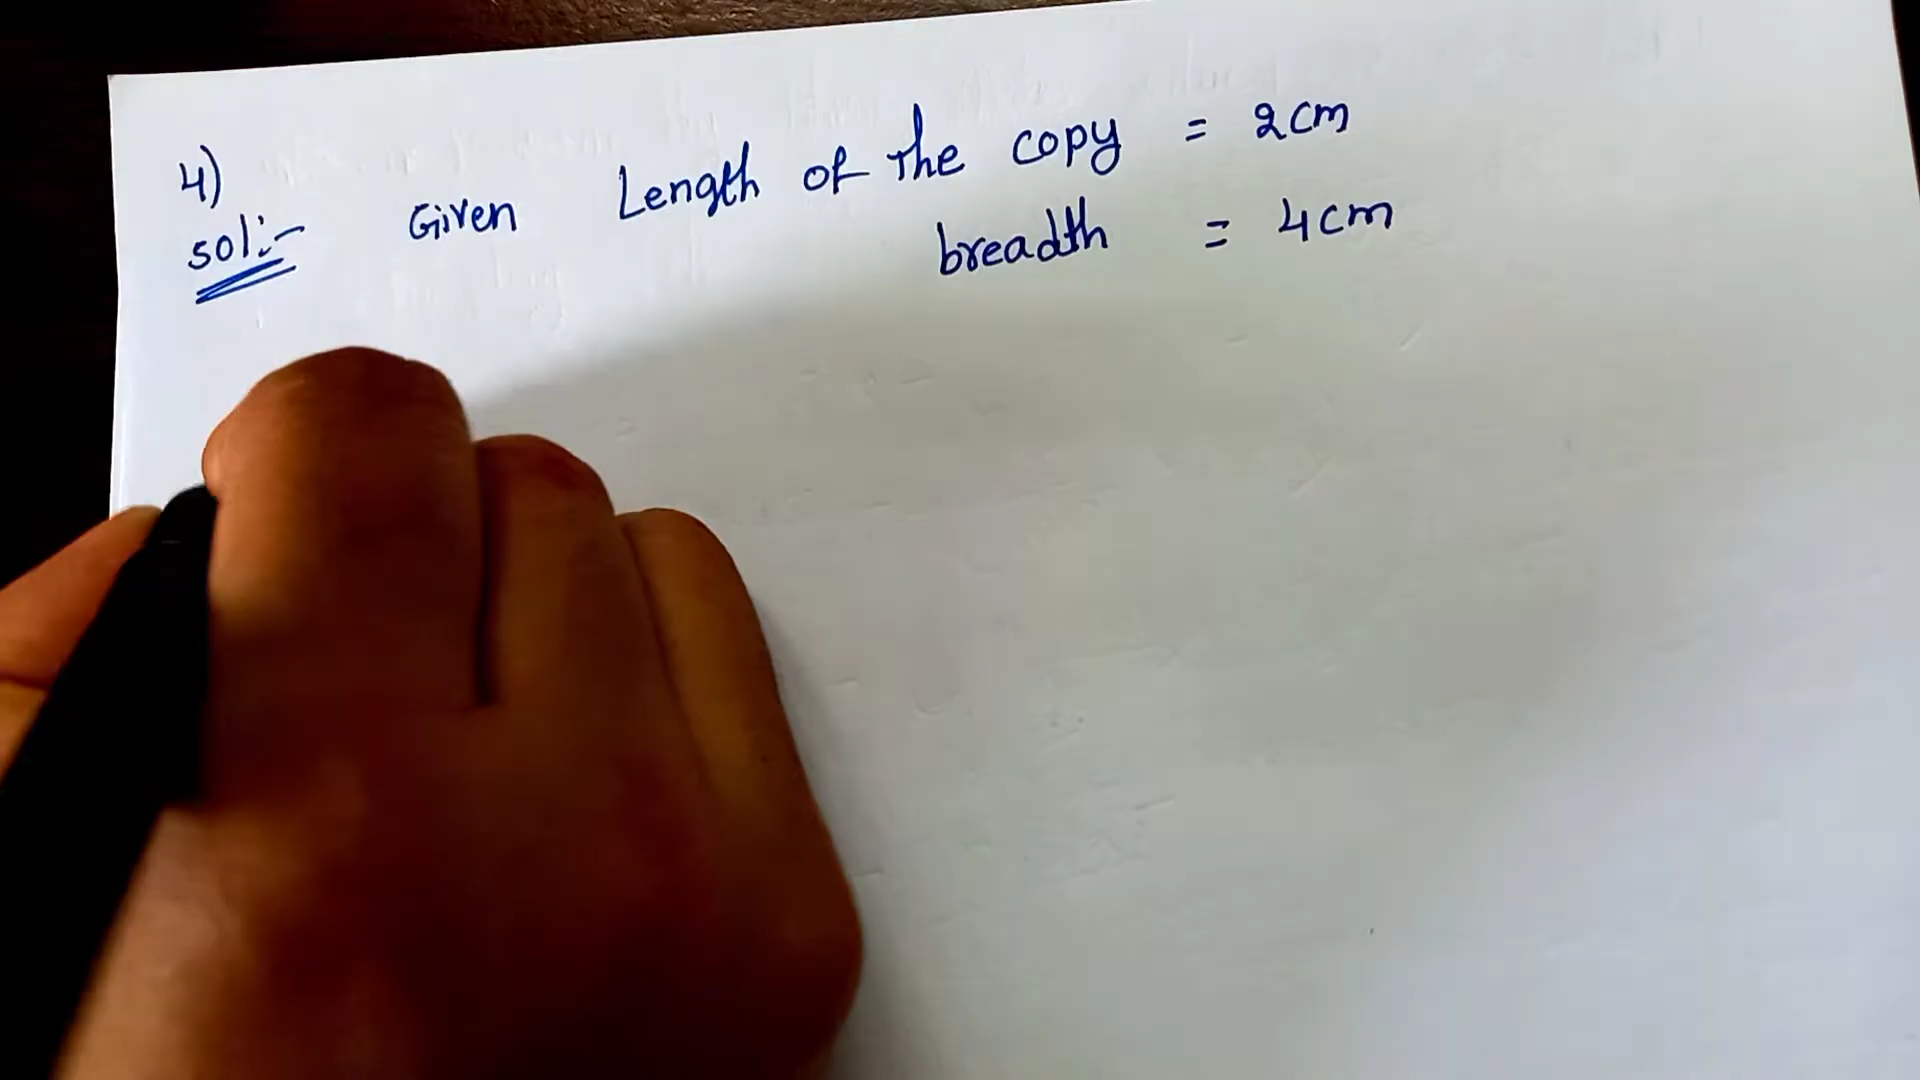 4)
sol:- Given Length of the copy = 2cm
breadth = 4cm